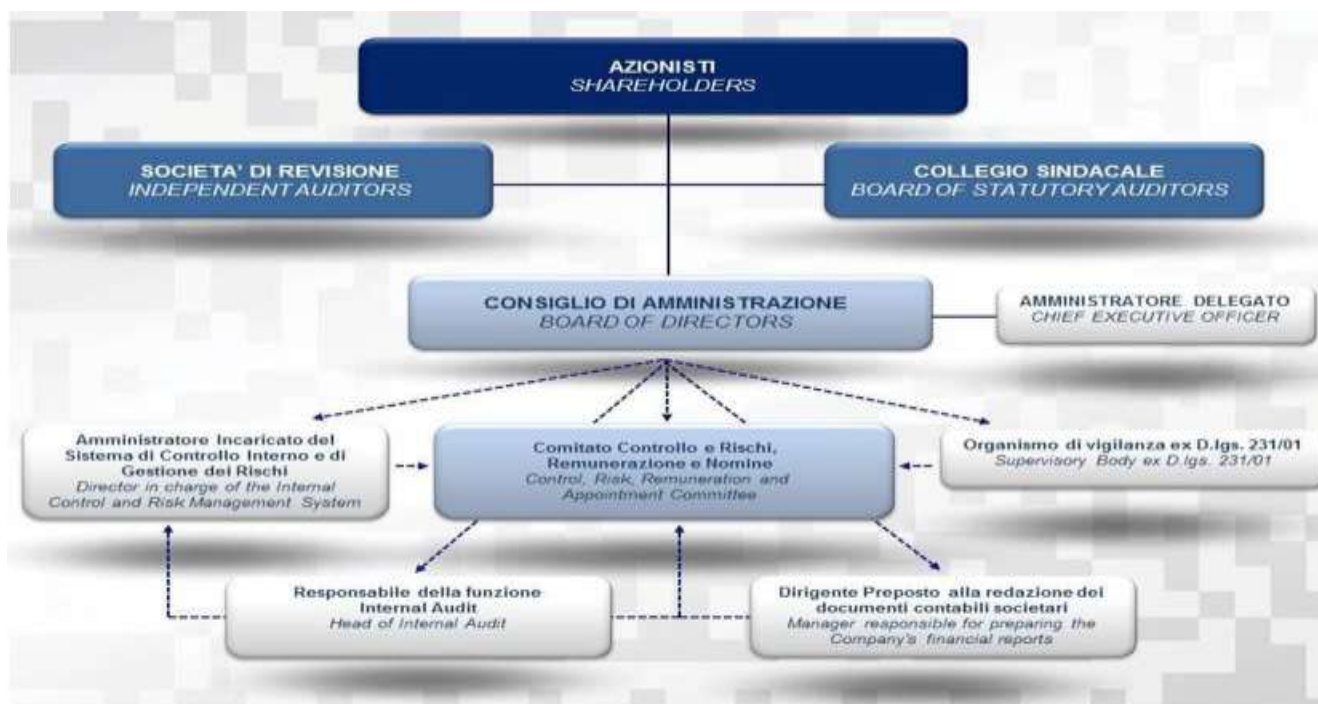 AZIONISTI
SHAREHOLDERS
SOCIETA' DI REVISIONE
INDEPENDENT AUDITORS
COLLEGIO SINDACALE
BOARD OF STATUTORY AUDITORS
CONSIGLIO DI AMMINISTRAZIONE
BOARD OF DIRECTORS
AMMINISTRATORE DELEGATO
CHIEF EXECUTIVE OFFICER
Amministratore Incaricato del
Sistema di Controllo Interno e di
Gestione dei Rischi
Director in charge of the Internal
Control and Risk Management System
Comitato Controllo e Rischi,
Remunerazione e Nomine
Control, Risk, Remuneration and
Appointment Committee
Organismo di vigilanza ex D.lgs. 231/01
Supervisory Body ex D.lgs. 231/01
Responsabile della funzione
Internal Audit
Head of Internal Audit
Dirigente Preposto alla redazione dei
documenti contabili societari
Manager responsible for preparing the
Company's financial reports